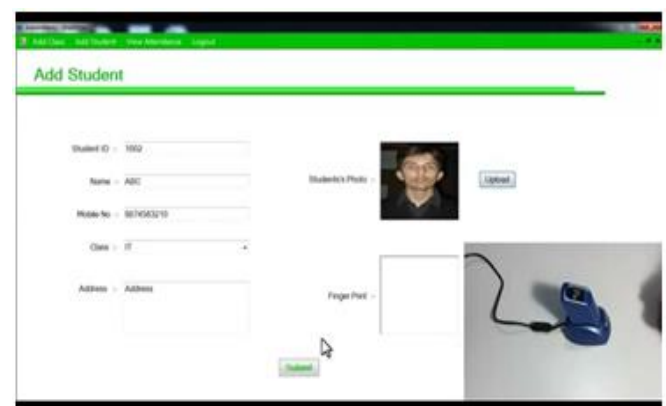 Add Class Add Student View Attendance Logout
Add Student
Student ID :- 1002
Name :- ABC
Mobile No :- 9874563210
Class :- IT
Address :- Address
Students's Photo :-
Upload
Finger Print :-
Submit